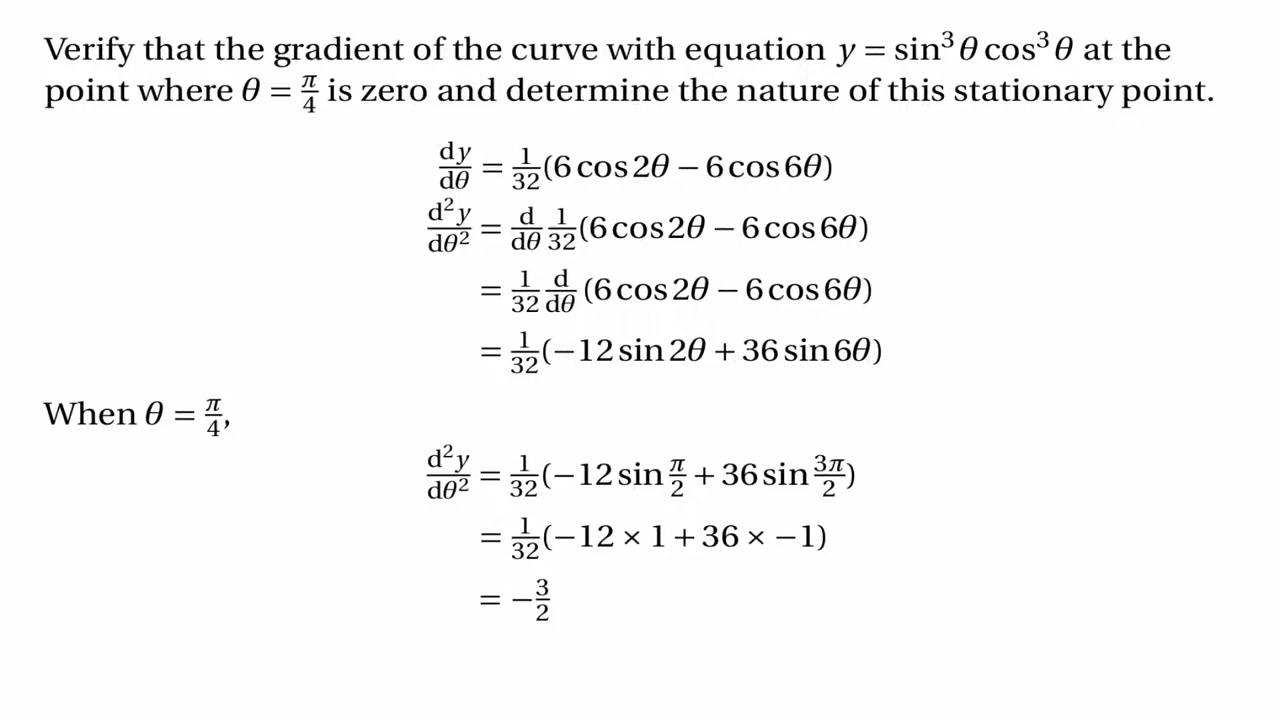 Verify that the gradient of the curve with equation y = sin³ θ cos³ θ at the
point where θ = π/4 is zero and determine the nature of this stationary point.
dy/dθ = 1/32(6 cos 2θ − 6 cos 6θ)
d²y/dθ² = d/dθ 1/32(6 cos 2θ − 6 cos 6θ)
= 1/32 d/dθ (6 cos 2θ − 6 cos 6θ)
= 1/32(−12 sin 2θ + 36 sin 6θ)
When θ = π/4,
d²y/dθ² = 1/32(−12 sin π/2 + 36 sin 3π/2)
= 1/32(−12 × 1 + 36 × −1)
= −3/2